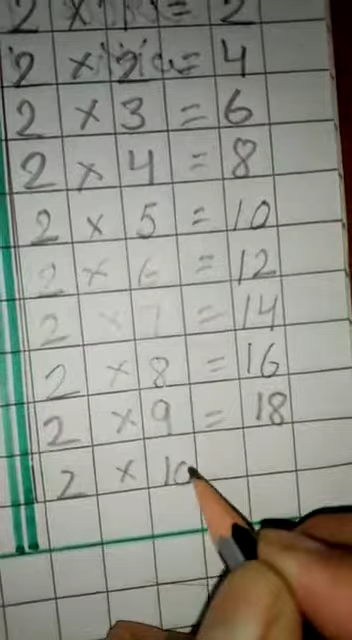 2 × 1 = 2
2 × 2 = 4
2 × 3 = 6
2 × 4 = 8
2 × 5 = 10
2 × 6 = 12
2 × 7 = 14
2 × 8 = 16
2 × 9 = 18
2 × 10